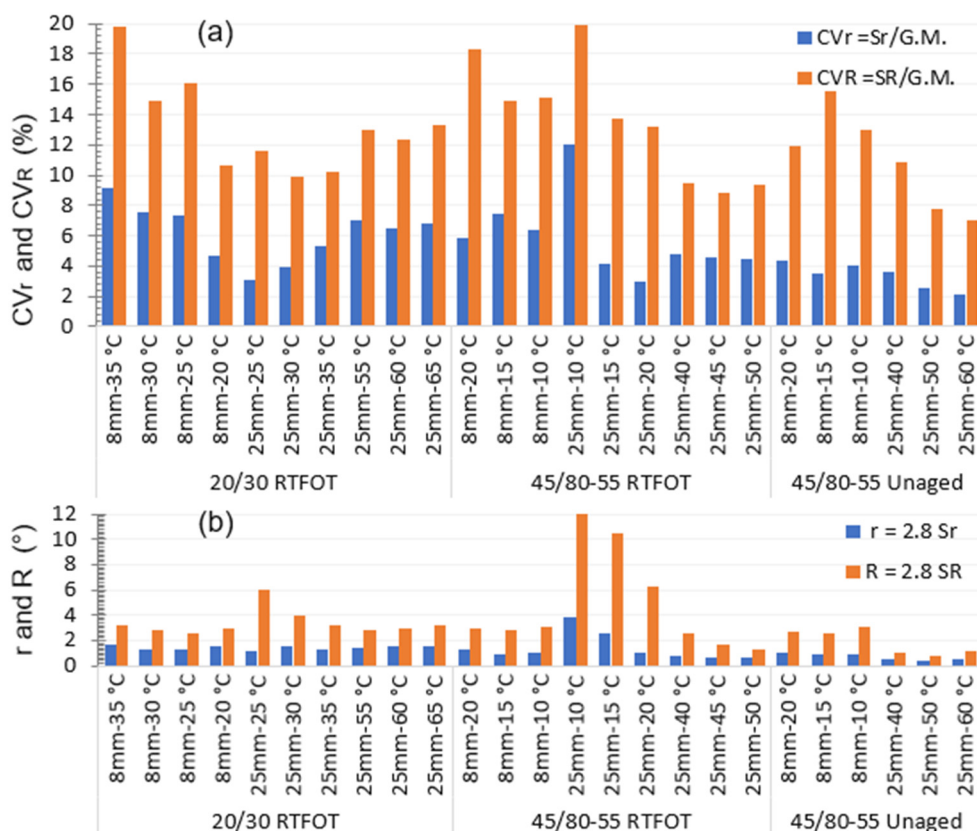 (a)
CVr =Sr/G.M.
CVR =SR/G.M.
CVr and CVR (%)
20
18
16
14
12
10
8
6
4
2
0
8mm-35 °C
8mm-30 °C
8mm-25 °C
8mm-20 °C
25mm-25 °C
25mm-30 °C
25mm-35 °C
25mm-55 °C
25mm-60 °C
25mm-65 °C
8mm-20 °C
8mm-15 °C
8mm-10 °C
25mm-10 °C
25mm-15 °C
25mm-20 °C
25mm-40 °C
25mm-45 °C
25mm-50 °C
8mm-20 °C
8mm-15 °C
8mm-10 °C
25mm-40 °C
25mm-50 °C
25mm-60 °C
20/30 RTFOT
45/80-55 RTFOT
45/80-55 Unaged
(b)
r = 2.8 Sr
R = 2.8 SR
r and R (°)
12
10
8
6
4
2
0
8mm-35 °C
8mm-30 °C
8mm-25 °C
8mm-20 °C
25mm-25 °C
25mm-30 °C
25mm-35 °C
25mm-55 °C
25mm-60 °C
25mm-65 °C
8mm-20 °C
8mm-15 °C
8mm-10 °C
25mm-10 °C
25mm-15 °C
25mm-20 °C
25mm-40 °C
25mm-45 °C
25mm-50 °C
8mm-20 °C
8mm-15 °C
8mm-10 °C
25mm-40 °C
25mm-50 °C
25mm-60 °C
20/30 RTFOT
45/80-55 RTFOT
45/80-55 Unaged